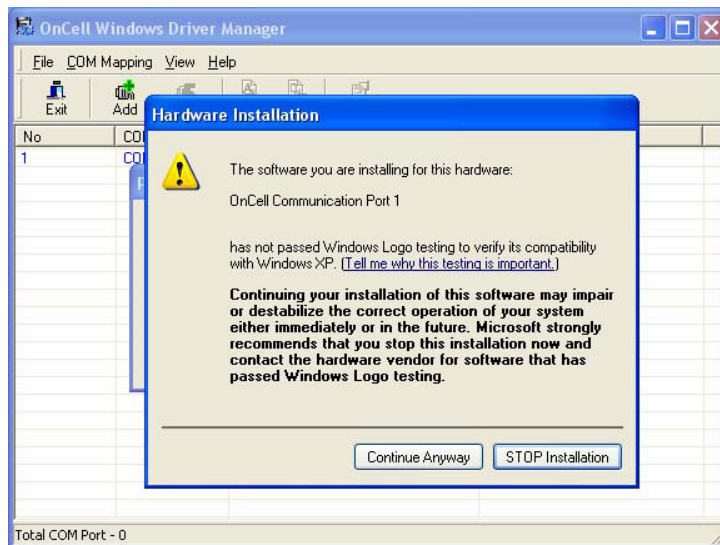 OnCell Windows Driver Manager
File COM Mapping View Help
Exit Add
Hardware Installation
No
1
The software you are installing for this hardware:
OnCell Communication Port 1
has not passed Windows Logo testing to verify its compatibility
with Windows XP. (Tell me why this testing is important.)
Continuing your installation of this software may impair
or destabilize the correct operation of your system
either immediately or in the future. Microsoft strongly
recommends that you stop this installation now and
contact the hardware vendor for software that has
passed Windows Logo testing.
Continue Anyway STOP Installation
Total COM Port - 0